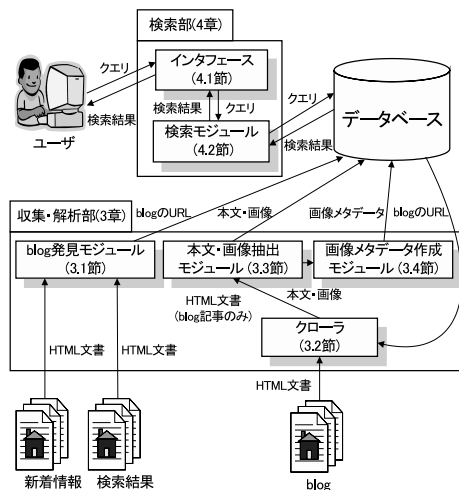 検索部(4章)
クエリ
インタフェース
(4.1節)
検索結果
クエリ
検索結果
ユーザ
検索モジュール
(4.2節)
クエリ
検索結果
データベース
収集・解析部(3章)
blogのURL
本文・画像
画像メタデータ
blogのURL
blog発見モジュール
(3.1節)
本文・画像抽出
モジュール(3.3節)
画像メタデータ作成
モジュール(3.4節)
本文・画像
HTML文書
(blog記事のみ)
クローラ
(3.2節)
HTML文書
HTML文書
HTML文書
新着情報
検索結果
blog